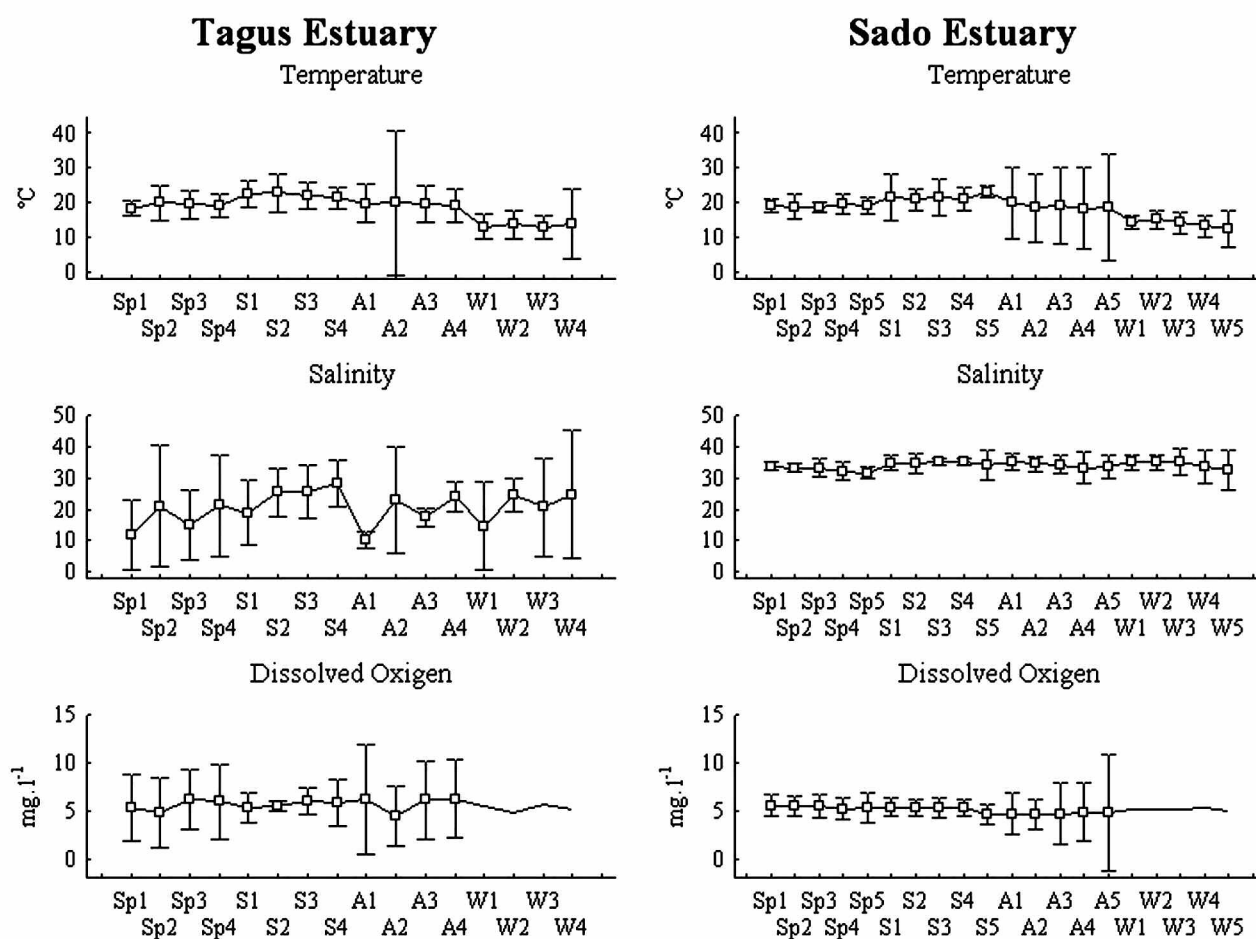 Tagus Estuary
Sado Estuary
Temperature
Temperature
40
30
20
10
0
°C
Sp1 Sp3 S1 S3 A1 A3 W1 W3
Sp2 Sp4 S2 S4 A2 A4 W2 W4
40
30
20
10
0
°C
Sp1 Sp3 Sp5 S2 S4 A1 A3 A5 W2 W4
Sp2 Sp4 S1 S3 S5 A2 A4 W1 W3 W5
Salinity
Salinity
50
40
30
20
10
0
Sp1 Sp3 S1 S3 A1 A3 W1 W3
Sp2 Sp4 S2 S4 A2 A4 W2 W4
50
40
30
20
10
0
Sp1 Sp3 Sp5 S2 S4 A1 A3 A5 W2 W4
Sp2 Sp4 S1 S3 S5 A2 A4 W1 W3 W5
Dissolved Oxigen
Dissolved Oxigen
15
10
5
0
mg.l⁻¹
Sp1 Sp3 S1 S3 A1 A3 W1 W3
Sp2 Sp4 S2 S4 A2 A4 W2 W4
15
10
5
0
mg.l⁻¹
Sp1 Sp3 Sp5 S2 S4 A1 A3 A5 W2 W4
Sp2 Sp4 S1 S3 S5 A2 A4 W1 W3 W5